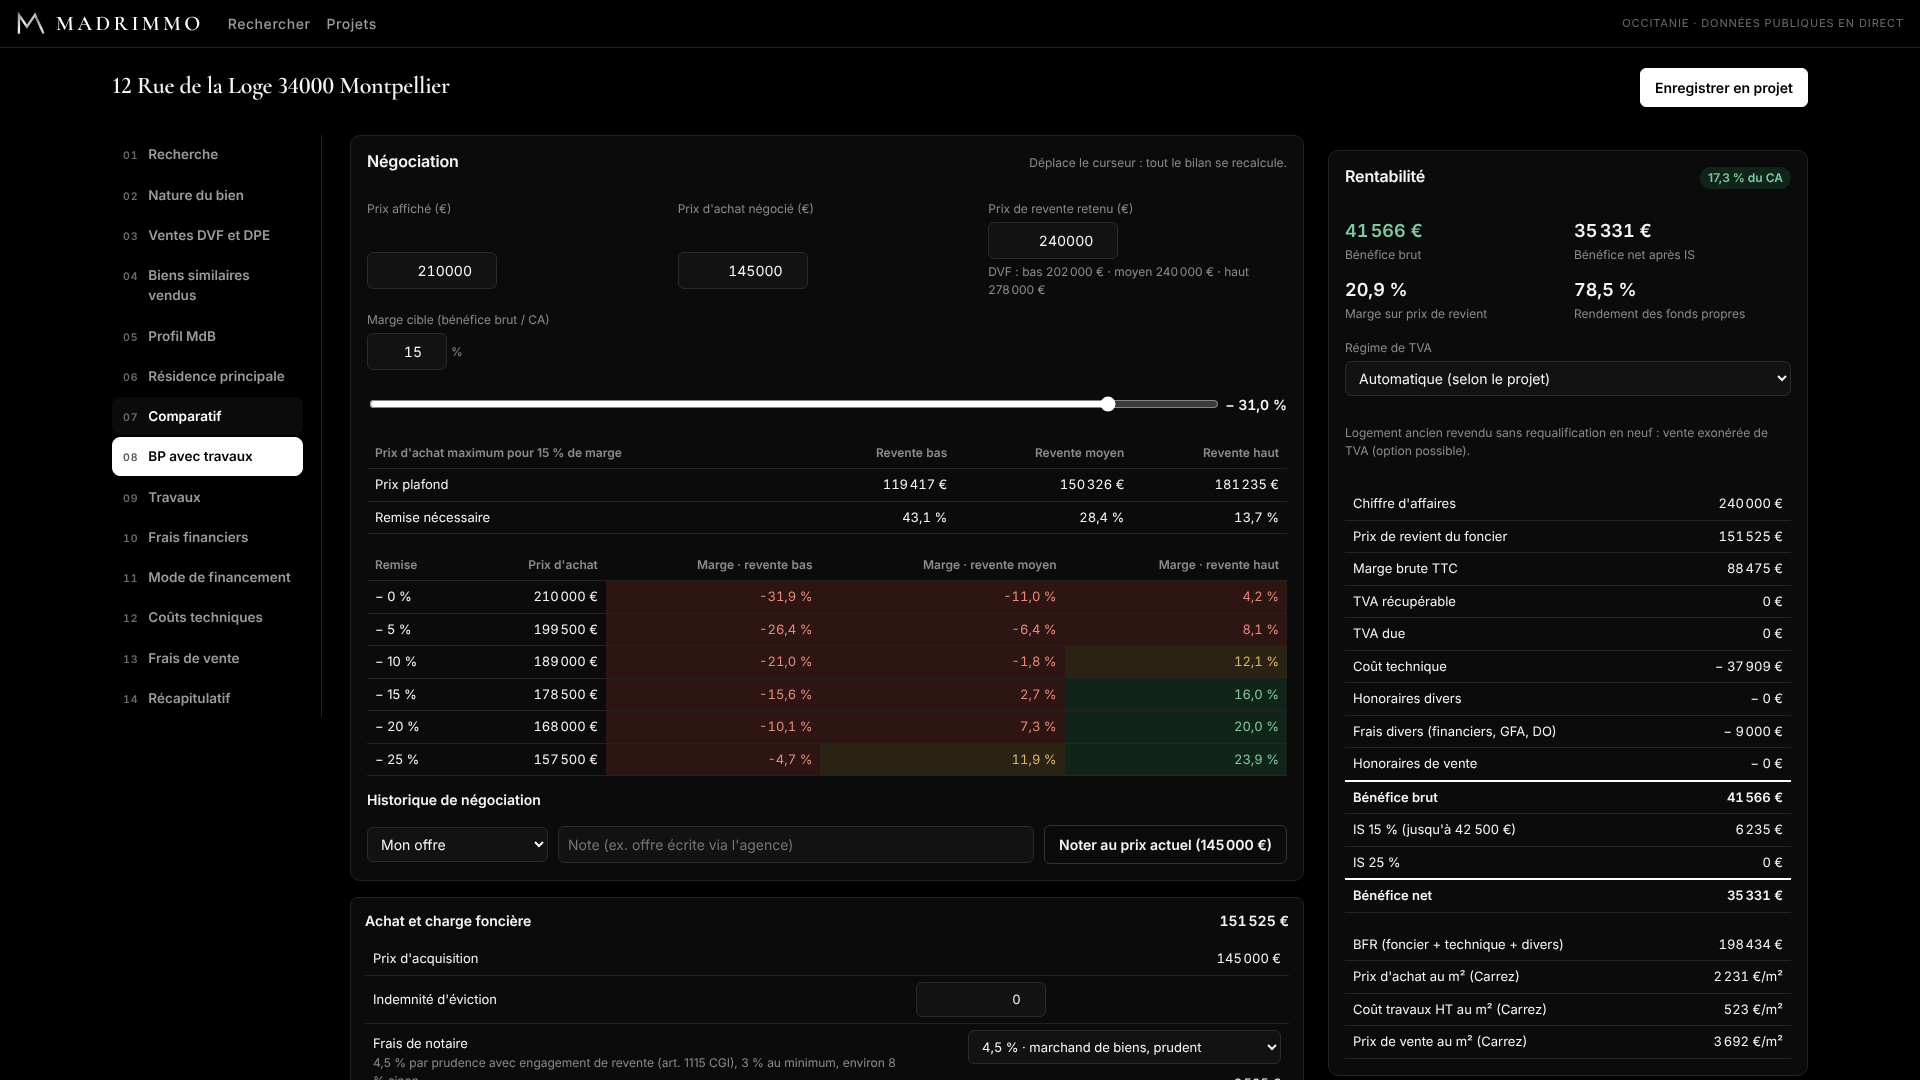 MADRIMMO
Rechercher
Projets
OCCITANIE · DONNÉES PUBLIQUES EN DIRECT
12 Rue de la Loge 34000 Montpellier
Enregistrer en projet
01 Recherche
02 Nature du bien
03 Ventes DVF et DPE
04 Biens similaires
vendus
05 Profil MdB
06 Résidence principale
07 Comparatif
08 BP avec travaux
09 Travaux
10 Frais financiers
11 Mode de financement
12 Coûts techniques
13 Frais de vente
14 Récapitulatif
Négociation
Déplace le curseur : tout le bilan se recalcule.
Prix affiché (€)
210000
Prix d'achat négocié (€)
145000
Prix de revente retenu (€)
240000
DVF : bas 202 000 € · moyen 240 000 € · haut
278 000 €
Marge cible (bénéfice brut / CA)
15 %
− 31,0 %
Prix d'achat maximum pour 15 % de marge Revente bas Revente moyen Revente haut
Prix plafond 119 417 € 150 326 € 181 235 €
Remise nécessaire 43,1 % 28,4 % 13,7 %
Remise Prix d'achat Marge · revente bas Marge · revente moyen Marge · revente haut
− 0 % 210 000 € -31,9 % -11,0 % 4,2 %
− 5 % 199 500 € -26,4 % -6,4 % 8,1 %
− 10 % 189 000 € -21,0 % -1,8 % 12,1 %
− 15 % 178 500 € -15,6 % 2,7 % 16,0 %
− 20 % 168 000 € -10,1 % 7,3 % 20,0 %
− 25 % 157 500 € -4,7 % 11,9 % 23,9 %
Historique de négociation
Mon offre
Note (ex. offre écrite via l'agence)
Noter au prix actuel (145 000 €)
Achat et charge foncière 151 525 €
Prix d'acquisition 145 000 €
Indemnité d'éviction 0
Frais de notaire
4,5 % · marchand de biens, prudent
4,5 % par prudence avec engagement de revente (art. 1115 CGI), 3 % au minimum, environ 8
Rentabilité
17,3 % du CA
41 566 €
Bénéfice brut
35 331 €
Bénéfice net après IS
20,9 %
Marge sur prix de revient
78,5 %
Rendement des fonds propres
Régime de TVA
Automatique (selon le projet)
Logement ancien revendu sans requalification en neuf : vente exonérée de
TVA (option possible).
Chiffre d'affaires 240 000 €
Prix de revient du foncier 151 525 €
Marge brute TTC 88 475 €
TVA récupérable 0 €
TVA due 0 €
Coût technique − 37 909 €
Honoraires divers − 0 €
Frais divers (financiers, GFA, DO) − 9 000 €
Honoraires de vente − 0 €
Bénéfice brut 41 566 €
IS 15 % (jusqu'à 42 500 €) 6 235 €
IS 25 % 0 €
Bénéfice net 35 331 €
BFR (foncier + technique + divers) 198 434 €
Prix d'achat au m² (Carrez) 2 231 €/m²
Coût travaux HT au m² (Carrez) 523 €/m²
Prix de vente au m² (Carrez) 3 692 €/m²